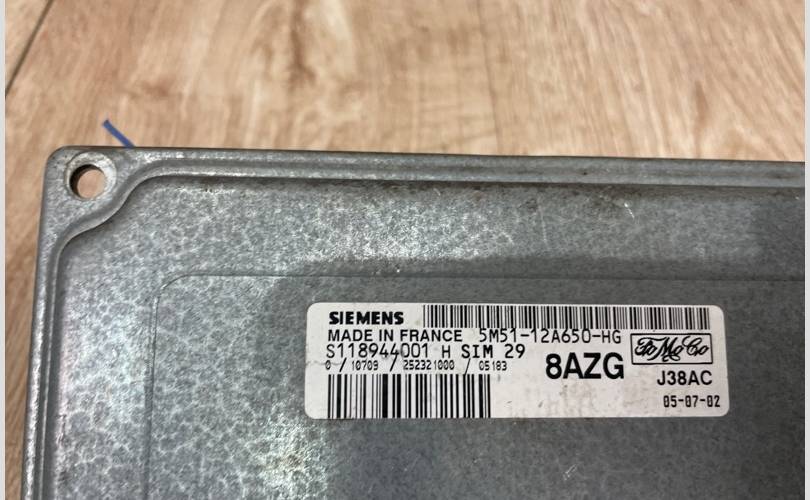 SIEMENS
MADE IN FRANCE 5M51-12A650-HG
S118944001 H SIM 29
0 / 10709 / 252321000 / 05183
8AZG
FoMoCo
J38AC
05-07-02